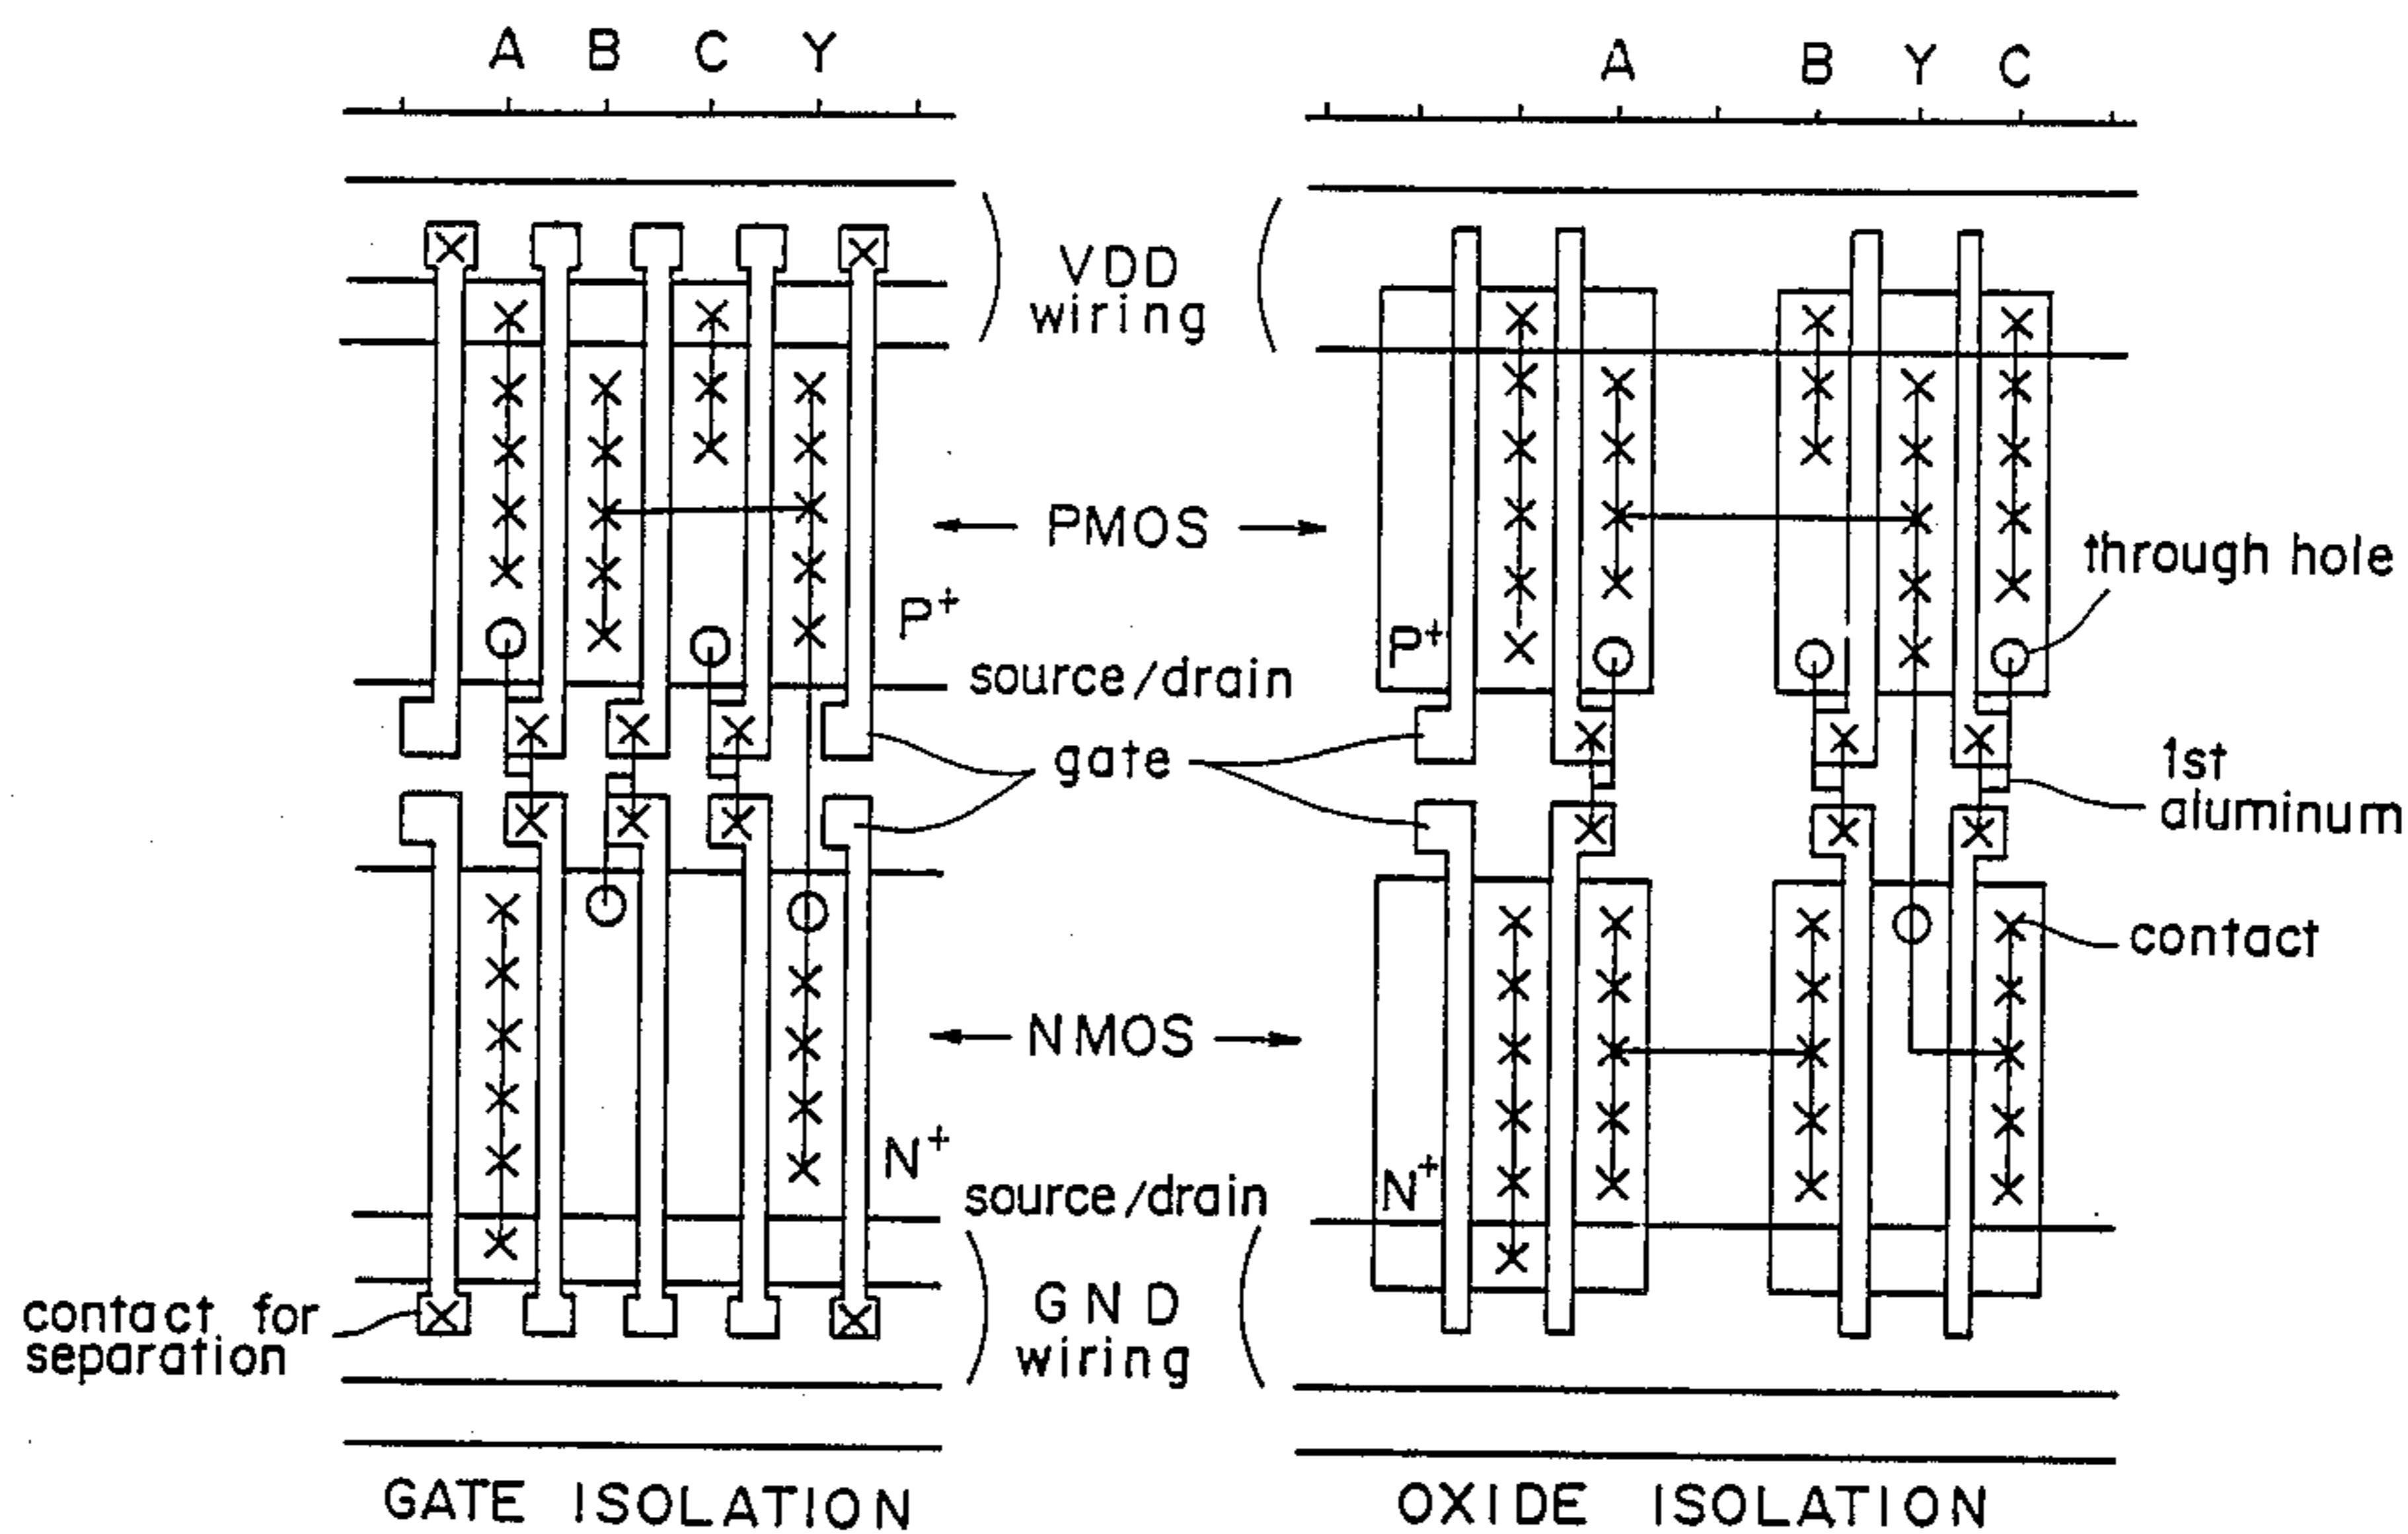 A B C Y
A B Y C
VDD
wiring
PMOS
through hole
P+
P+
source/drain
gate
1st
aluminum
contact
NMOS
N+
N+
source/drain
contact for
separation
GND
wiring
GATE ISOLATION
OXIDE ISOLATION